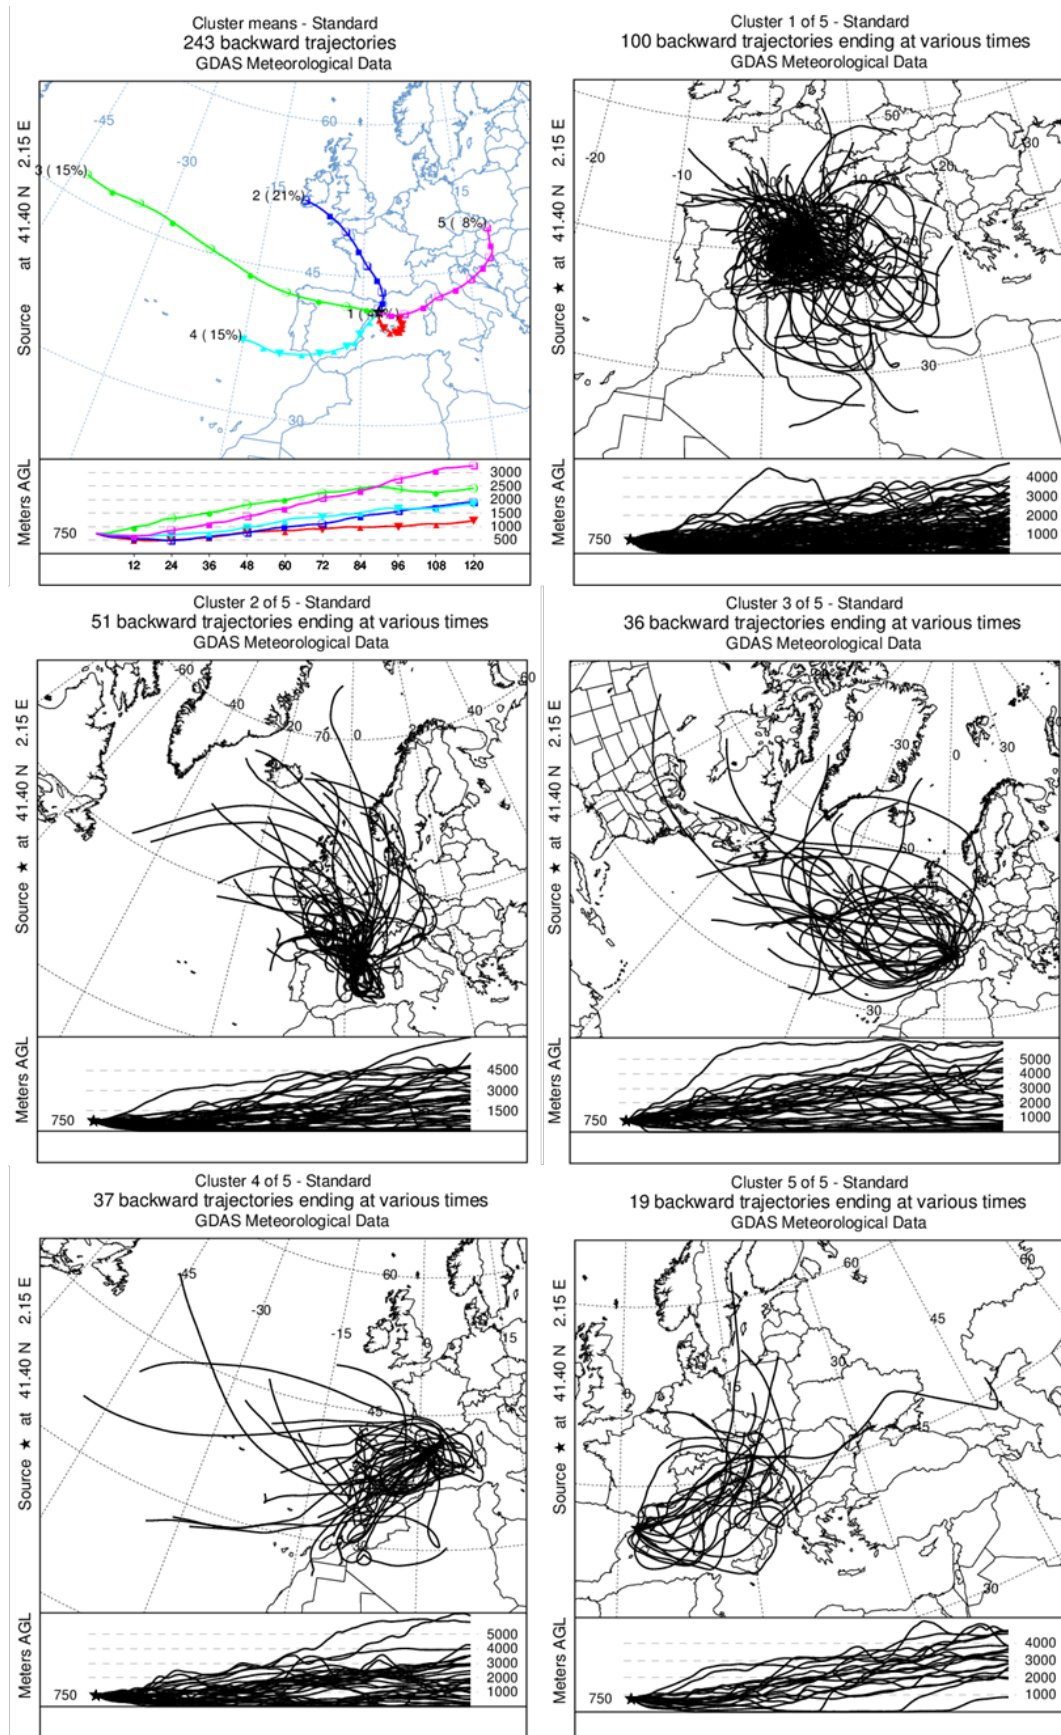 Cluster means - Standard
243 backward trajectories
GDAS Meteorological Data
Source ★ at 41.40 N 2.15 E
-45
-30
60
15
0
45
30
3 (15%)
2 (21%)
5 ( 8%)
4 (15%)
Meters AGL
750
3000
2500
2000
1500
1000
500
12 24 36 48 60 72 84 96 108 120
Cluster 1 of 5 - Standard
100 backward trajectories ending at various times
GDAS Meteorological Data
Source ★ at 41.40 N 2.15 E
-20
-10
10
50
20
30
30
Meters AGL
750
4000
3000
2000
1000
Cluster 2 of 5 - Standard
51 backward trajectories ending at various times
GDAS Meteorological Data
Source ★ at 41.40 N 2.15 E
-60
-40
-20
70
0
40
60
Meters AGL
750
4500
3000
1500
Cluster 3 of 5 - Standard
36 backward trajectories ending at various times
GDAS Meteorological Data
Source ★ at 41.40 N 2.15 E
-60
-30
0
30
60
30
Meters AGL
750
5000
4000
3000
2000
1000
Cluster 4 of 5 - Standard
37 backward trajectories ending at various times
GDAS Meteorological Data
Source ★ at 41.40 N 2.15 E
-45
-30
-15
60
0
15
45
Meters AGL
750
5000
4000
3000
2000
1000
Cluster 5 of 5 - Standard
19 backward trajectories ending at various times
GDAS Meteorological Data
Source ★ at 41.40 N 2.15 E
60
60
45
30
15
0
45
30
Meters AGL
750
4000
3000
2000
1000